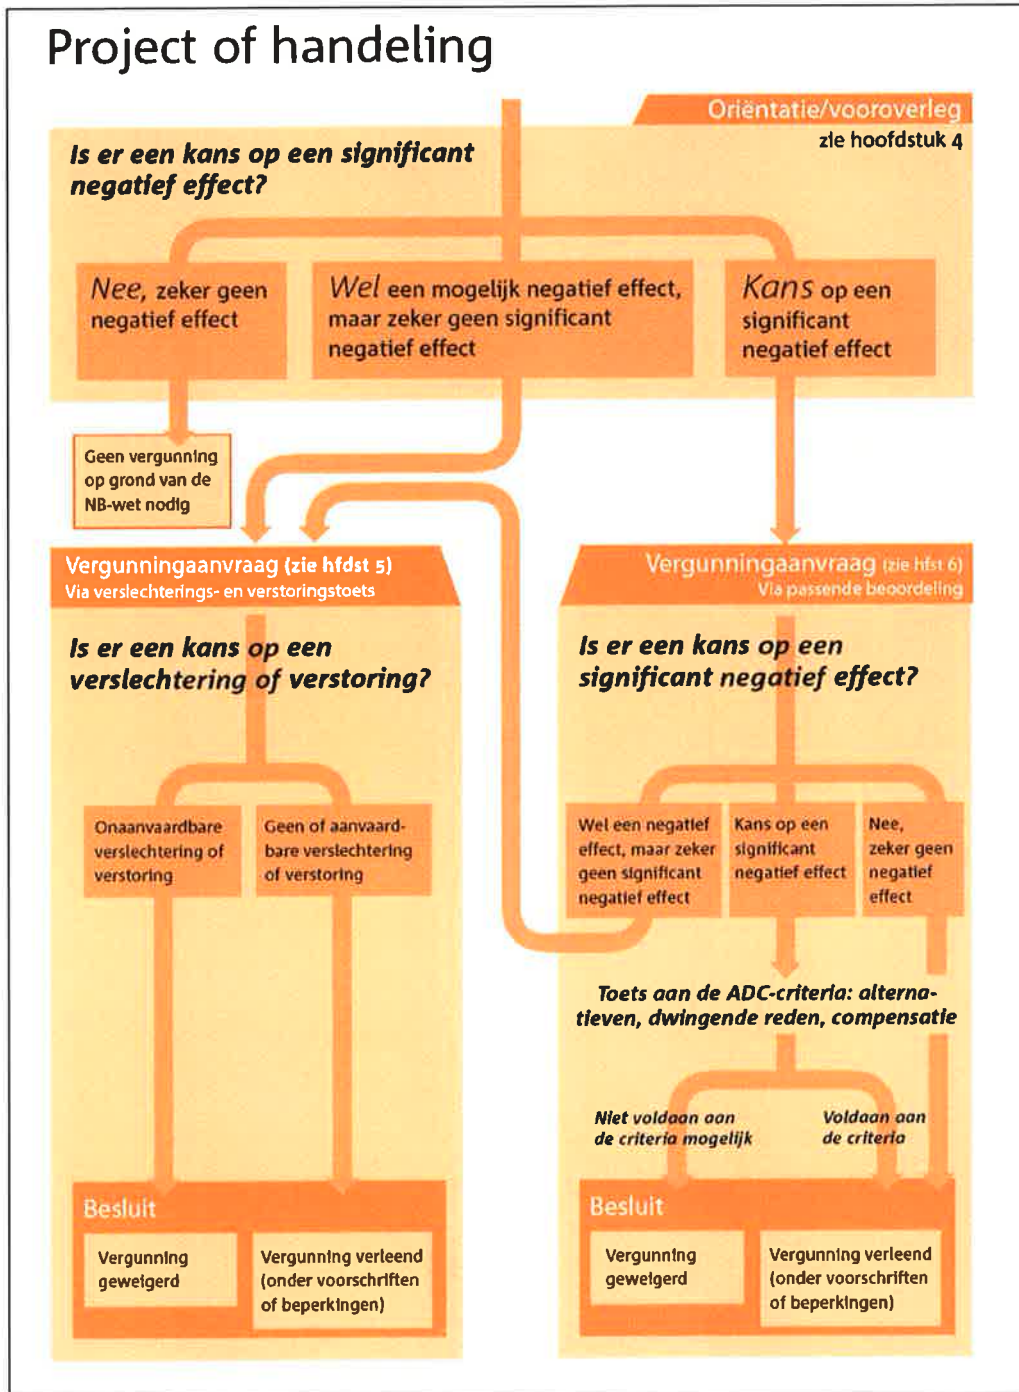 Project of handeling
Oriëntatie/vooroverleg
zie hoofdstuk 4
Is er een kans op een significant
negatief effect?
Nee, zeker geen
negatief effect
Wel een mogelijk negatief effect,
maar zeker geen significant
negatief effect
Kans op een
significant
negatief effect
Geen vergunning
op grond van de
NB-wet nodig
Vergunningaanvraag (zie hfdst 5)
Via verslechterings- en verstoringstoets
Is er een kans op een
verslechtering of verstoring?
Onaanvaardbare
verslechtering of
verstoring
Geen of aanvaard-
bare verslechtering
of verstoring
Besluit
Vergunning
geweigerd
Vergunning verleend
(onder voorschriften
of beperkingen)
Vergunningaanvraag (zie hfst 6)
Via passende beoordeling
Is er een kans op een
significant negatief effect?
Wel een negatief
effect, maar zeker
geen significant
negatief effect
Kans op een
significant
negatief effect
Nee,
zeker geen
negatief
effect
Toets aan de ADC-criteria: alterna-
tieven, dwingende reden, compensatie
Niet voldaan aan
de criteria mogelijk
Voldaan aan
de criteria
Besluit
Vergunning
geweigerd
Vergunning verleend
(onder voorschriften
of beperkingen)